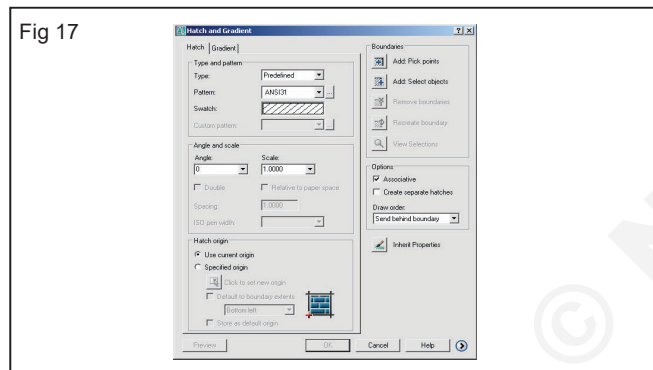 Fig 17
Hatch and Gradient
Hatch
Gradient
Type and pattern
Type:
Predefined
Pattern:
ANSI31
...
Swatch:
Custom pattern:
...
Angle and scale
Angle:
Scale:
0
1.0000
Double
Relative to paper space
Spacing:
1.0000
ISO pen width:
Hatch origin
Use current origin
Specified origin
Click to set new origin
Default to boundary extents
Bottom left
Store as default origin
Boundaries
Add: Pick points
Add: Select objects
Remove boundaries
Recreate boundary
View Selections
Options
Associative
Create separate hatches
Draw order:
Send behind boundary
Inherit Properties
Preview
OK
Cancel
Help
©